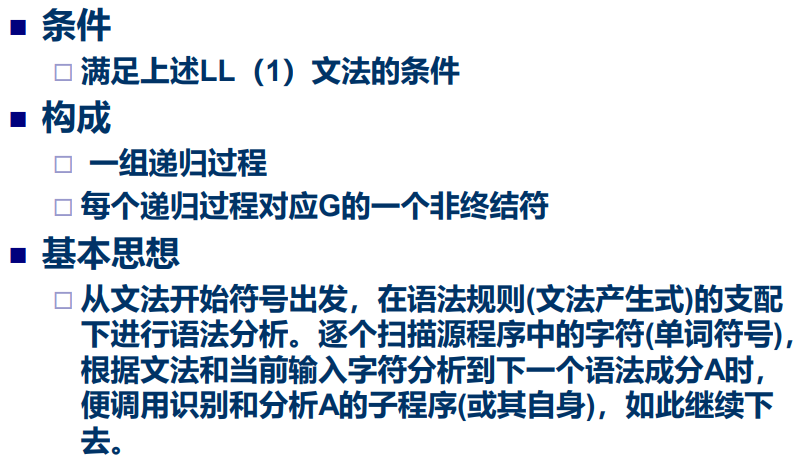 条件
满足上述LL（1）文法的条件
构成
一组递归过程
每个递归过程对应G的一个非终结符
基本思想
从文法开始符号出发，在语法规则(文法产生式)的支配
下进行语法分析。逐个扫描源程序中的字符(单词符号)，
根据文法和当前输入字符分析到下一个语法成分A时，
便调用识别和分析A的子程序(或其自身)，如此继续下
去。